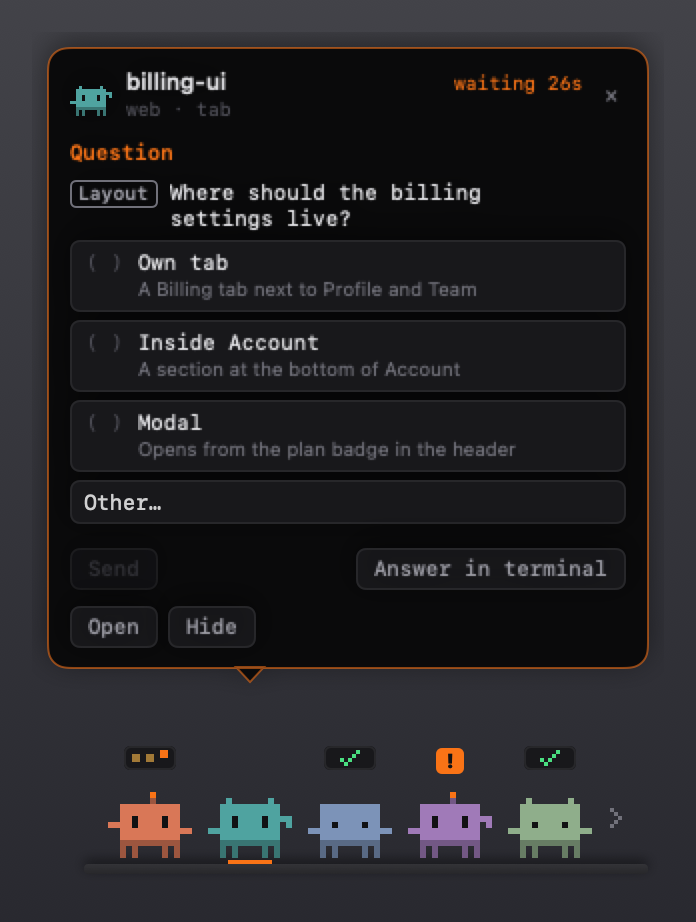 billing-ui
waiting 26s
×
web · tab
Question
Layout
Where should the billing
settings live?
( ) Own tab
A Billing tab next to Profile and Team
( ) Inside Account
A section at the bottom of Account
( ) Modal
Opens from the plan badge in the header
Other…
Send
Answer in terminal
Open
Hide
!